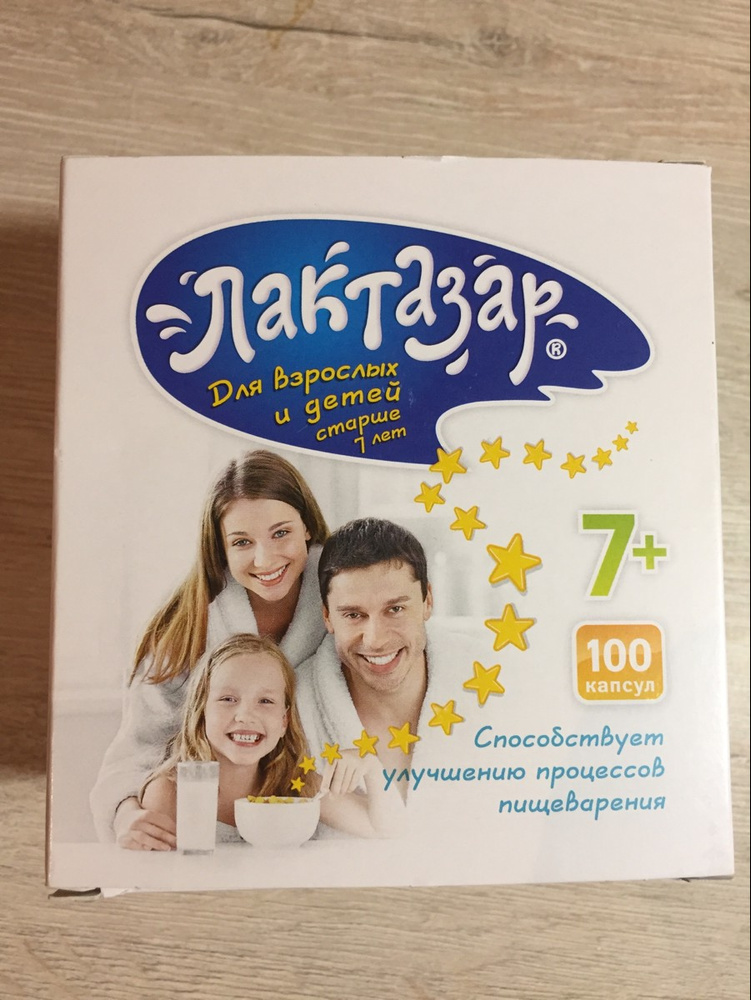 Лактазар®
Для взрослых
и детей
старше
7 лет
7+
100
капсул
Способствует
улучшению процессов
пищеварения